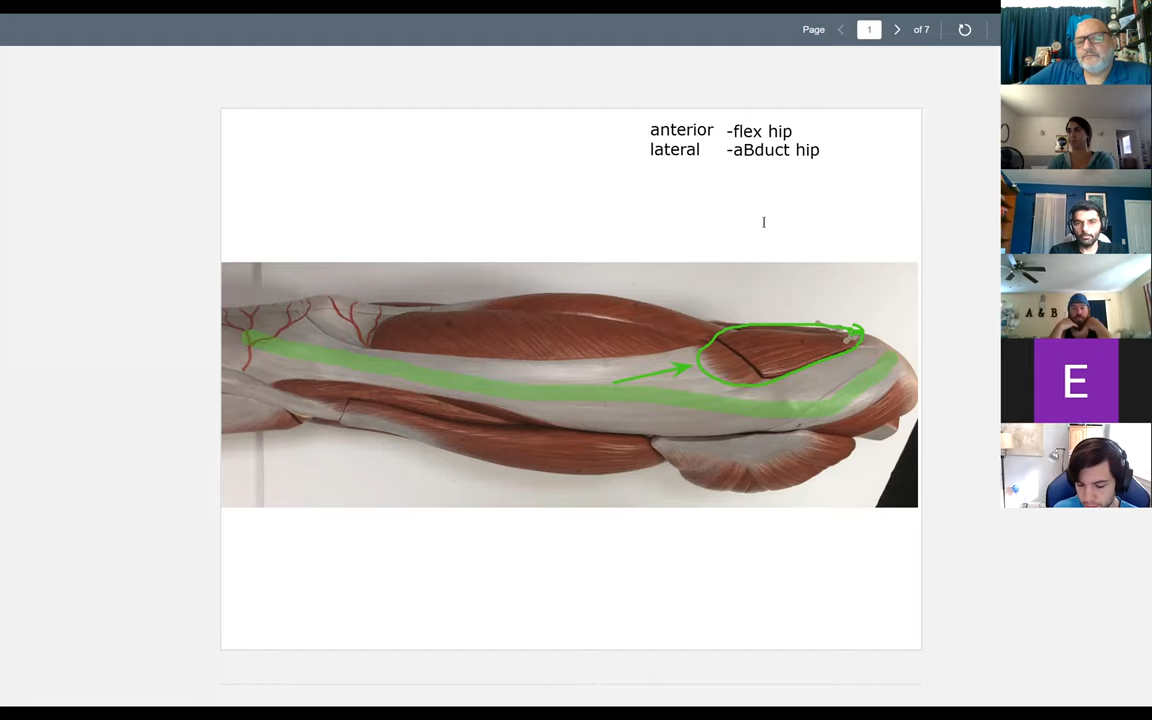 Page 1 of 7
anterior -flex hip
lateral -aBduct hip
A & B
E